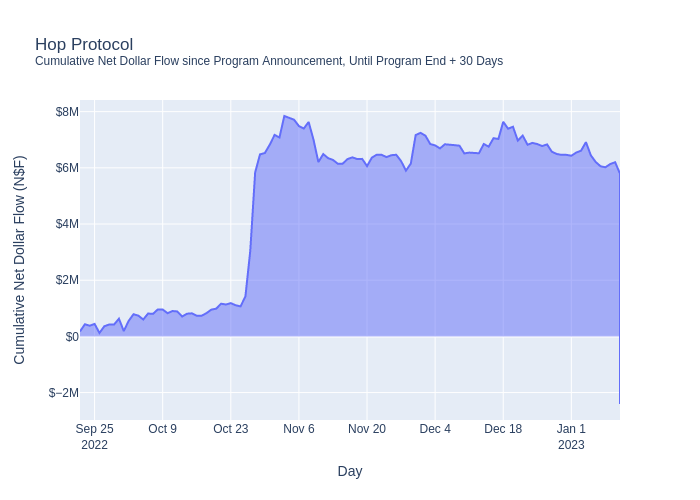 Hop Protocol
Cumulative Net Dollar Flow since Program Announcement, Until Program End + 30 Days
Cumulative Net Dollar Flow (N$F)
$8M
$6M
$4M
$2M
$0
$−2M
Sep 25
2022
Oct 9
Oct 23
Nov 6
Nov 20
Dec 4
Dec 18
Jan 1
2023
Day